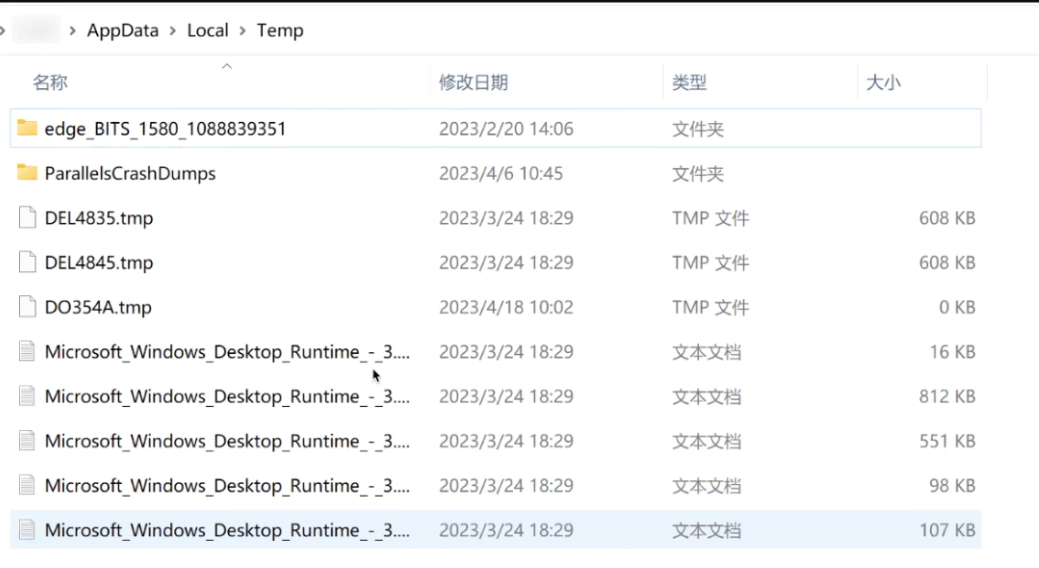 AppData > Local > Temp
名称 修改日期 类型 大小
edge_BITS_1580_1088839351 2023/2/20 14:06 文件夹
ParallelsCrashDumps 2023/4/6 10:45 文件夹
DEL4835.tmp 2023/3/24 18:29 TMP 文件 608 KB
DEL4845.tmp 2023/3/24 18:29 TMP 文件 608 KB
DO354A.tmp 2023/4/18 10:02 TMP 文件 0 KB
Microsoft_Windows_Desktop_Runtime_-_3.... 2023/3/24 18:29 文本文档 16 KB
Microsoft_Windows_Desktop_Runtime_-_3.... 2023/3/24 18:29 文本文档 812 KB
Microsoft_Windows_Desktop_Runtime_-_3.... 2023/3/24 18:29 文本文档 551 KB
Microsoft_Windows_Desktop_Runtime_-_3.... 2023/3/24 18:29 文本文档 98 KB
Microsoft_Windows_Desktop_Runtime_-_3.... 2023/3/24 18:29 文本文档 107 KB